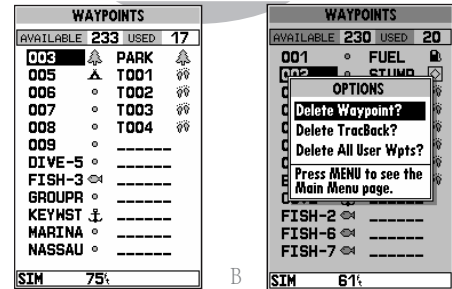 WAYPOINTS
AVAILABLE 233 USED 17
003 PARK
005 T001
006 T002
007 T003
008 T004
009 ______
DIVE-5 ______
FISH-3 ______
GROUPR ______
KEYWST ______
MARINA ______
NASSAU ______
SIM 75ft
B
WAYPOINTS
AVAILABLE 230 USED 20
001 FUEL
002 STUMP
OPTIONS
Delete Waypoint?
Delete TracBack?
Delete All User Wpts?
Press MENU to see the
Main Menu page.
FISH-2 ______
FISH-6 ______
FISH-7 ______
SIM 61ft